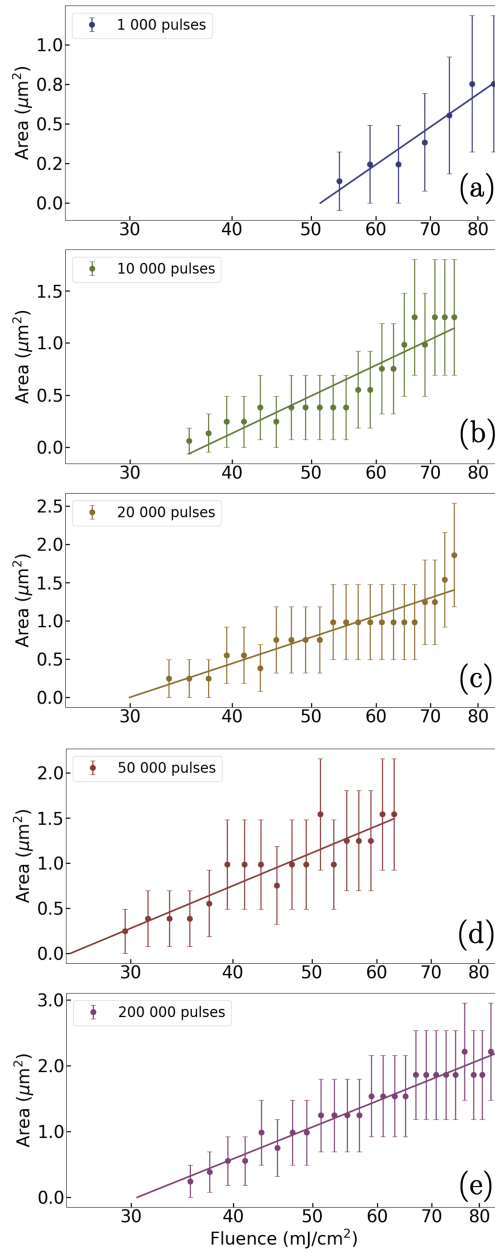 1 000 pulses
1.0
0.8
0.5
0.2
0.0
Area (μm²)
(a)
30 40 50 60 70 80
10 000 pulses
1.5
1.0
0.5
0.0
Area (μm²)
(b)
30 40 50 60 70 80
20 000 pulses
2.5
2.0
1.5
1.0
0.5
0.0
Area (μm²)
(c)
30 40 50 60 70 80
50 000 pulses
2.0
1.5
1.0
0.5
0.0
Area (μm²)
(d)
30 40 50 60 70 80
200 000 pulses
3.0
2.0
1.0
0.0
Area (μm²)
(e)
30 40 50 60 70 80
Fluence (mJ/cm²)